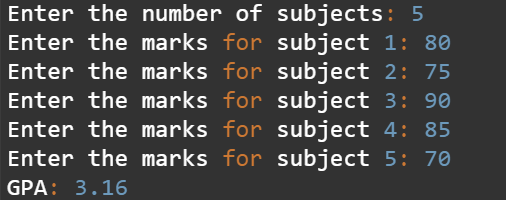 Enter the number of subjects: 5
Enter the marks for subject 1: 80
Enter the marks for subject 2: 75
Enter the marks for subject 3: 90
Enter the marks for subject 4: 85
Enter the marks for subject 5: 70
GPA: 3.16